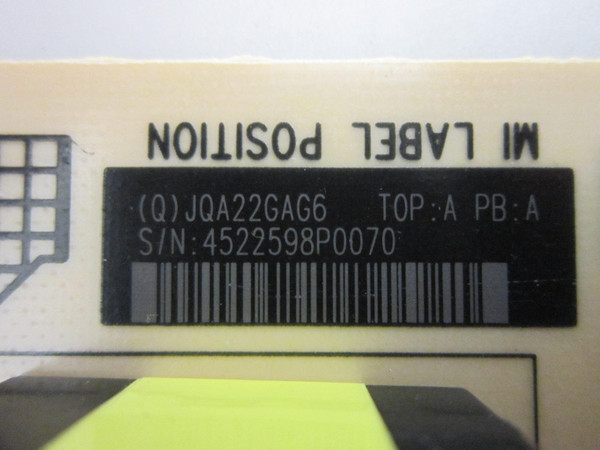 MI LABEL POSITION
(Q)JQA22GAG6 TOP:A PB:A
S/N:4522598P0070